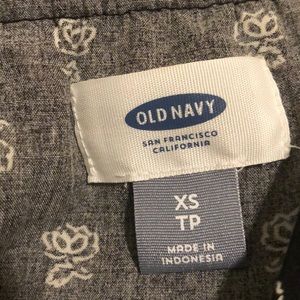 OLD NAVY
SAN FRANCISCO
CALIFORNIA
XS
TP
MADE IN
INDONESIA